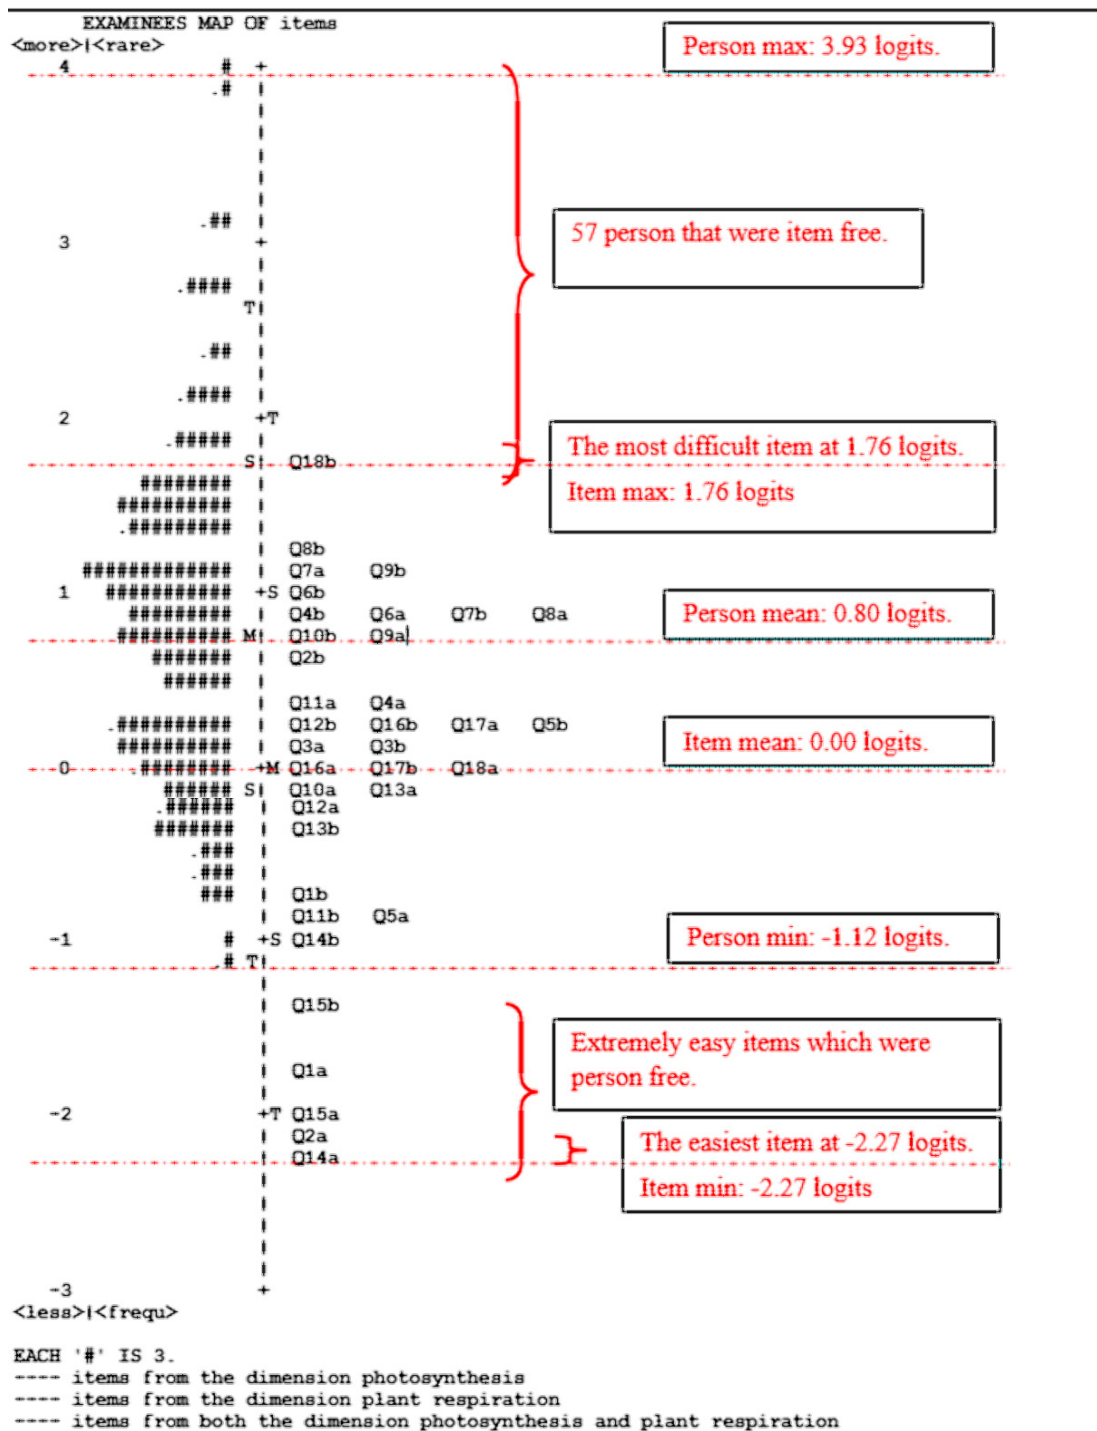 EXAMINEES MAP OF items
<more>|<rare>
4 # +
Person max: 3.93 logits.
.# |
|
|
|
|
|
.## |
57 person that were item free.
3 +
|
.#### |
T|
|
.## |
|
.#### |
2 +T
.##### |
The most difficult item at 1.76 logits.
S| Q18b
Item max: 1.76 logits
######## |
########## |
.######### |
| Q8b
############# | Q7a Q9b
1 ########### +S Q6b
Person mean: 0.80 logits.
######### | Q4b Q6a Q7b Q8a
########## M| Q10b Q9a
####### | Q2b
###### |
| Q11a Q4a
.########## | Q12b Q16b Q17a Q5b
Item mean: 0.00 logits.
########## | Q3a Q3b
0 .######## +M Q16a Q17b Q18a
###### S| Q10a Q13a
.###### | Q12a
####### | Q13b
.### |
.### |
### | Q1b
| Q11b Q5a
-1 # +S Q14b
Person min: -1.12 logits.
.# T|
|
| Q15b
Extremely easy items which were
person free.
|
|
| Q1a
|
-2 +T Q15a
| Q2a
The easiest item at -2.27 logits.
| Q14a
Item min: -2.27 logits
|
|
|
|
|
-3 +
<less>|<frequ>
EACH '#' IS 3.
---- items from the dimension photosynthesis
---- items from the dimension plant respiration
---- items from both the dimension photosynthesis and plant respiration